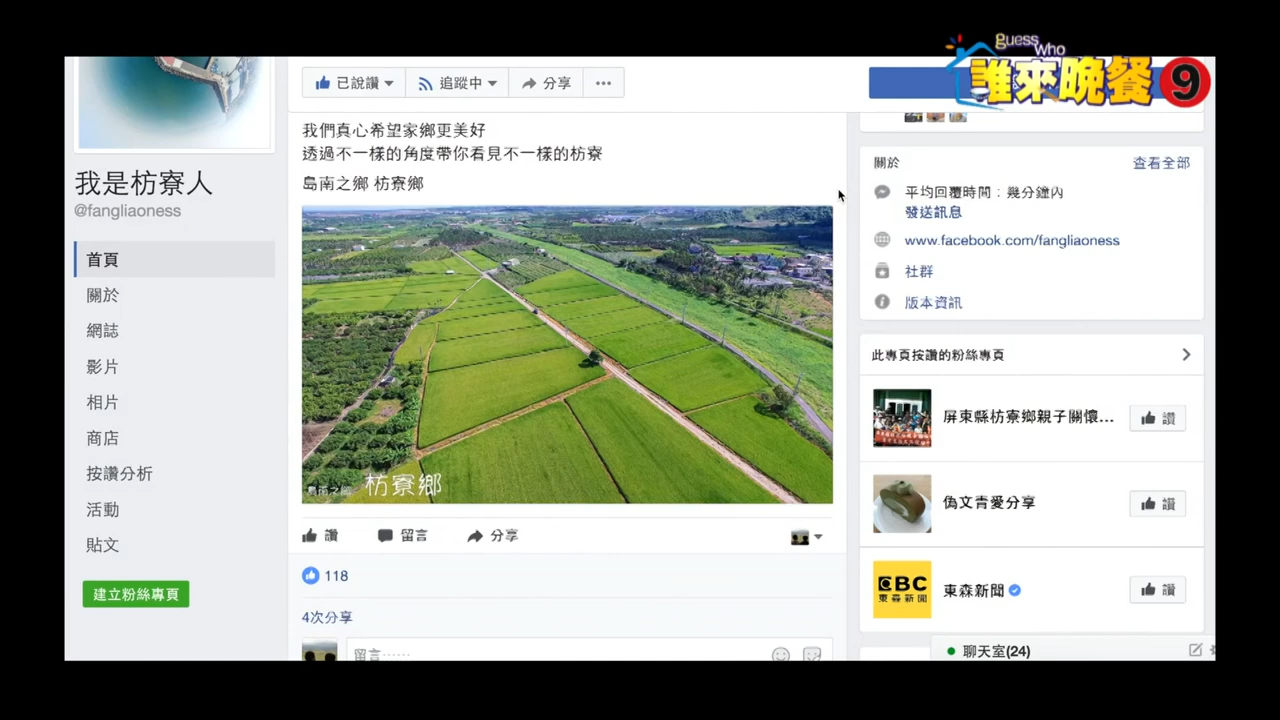 guess who
誰來晚餐 9
已說讚
追蹤中
分享
我們真心希望家鄉更美好
透過不一樣的角度帶你看見不一樣的枋寮
島南之鄉 枋寮鄉
島南之鄉 枋寮鄉
讚
留言
分享
118
4次分享
留言……
我是枋寮人
@fangliaoness
首頁
關於
網誌
影片
相片
商店
按讚分析
活動
貼文
建立粉絲專頁
關於
查看全部
平均回覆時間：幾分鐘內
發送訊息
www.facebook.com/fangliaoness
社群
版本資訊
此專頁按讚的粉絲專頁
屏東縣枋寮鄉親子關懷...
讚
偽文青愛分享
讚
EBC
東森新聞
東森新聞
讚
聊天室(24)